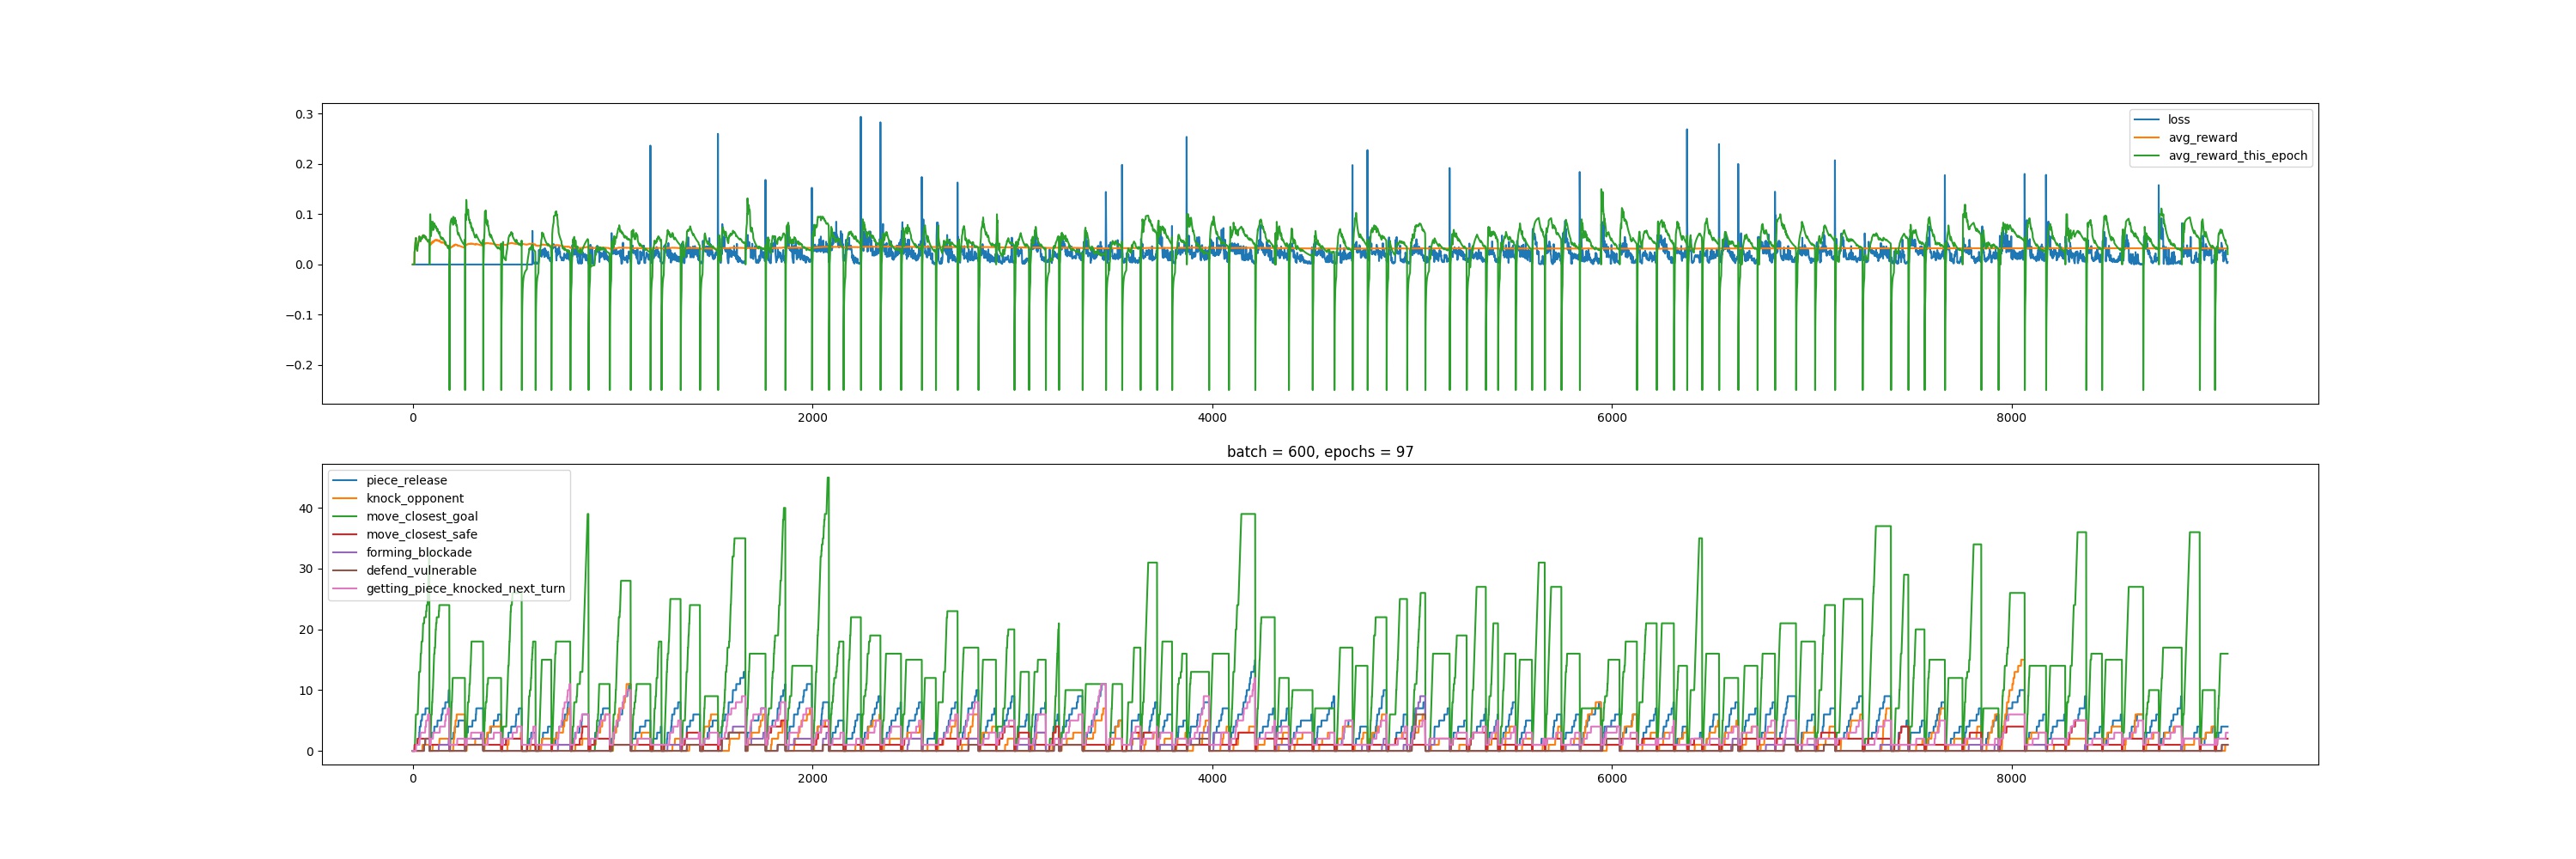 0.3
0.2
0.1
0.0
−0.1
−0.2
loss
avg_reward
avg_reward_this_epoch
0 2000 4000 6000 8000
batch = 600, epochs = 97
40
30
20
10
0
piece_release
knock_opponent
move_closest_goal
move_closest_safe
forming_blockade
defend_vulnerable
getting_piece_knocked_next_turn
0 2000 4000 6000 8000